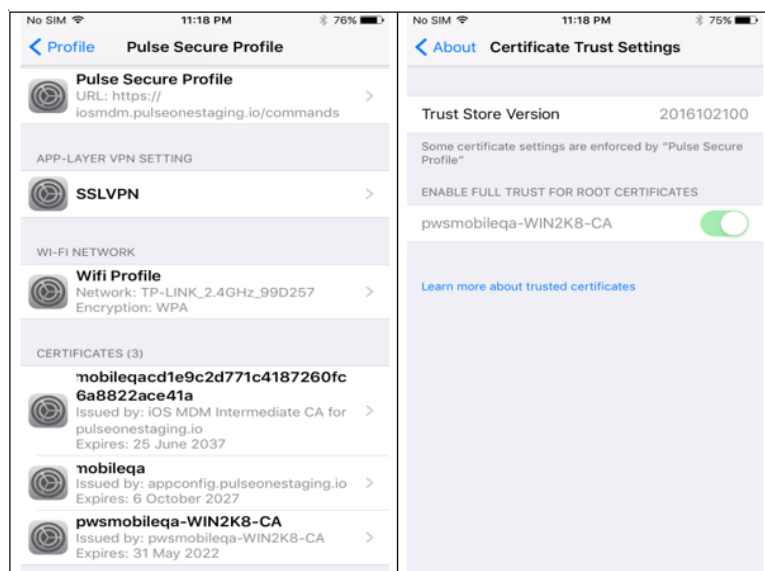 No SIM 11:18 PM 76%
Profile Pulse Secure Profile
Pulse Secure Profile
URL: https://
iosmdm.pulseonestaging.io/commands
APP-LAYER VPN SETTING
SSLVPN
WI-FI NETWORK
Wifi Profile
Network: TP-LINK_2.4GHz_99D257
Encryption: WPA
CERTIFICATES (3)
mobileqacd1e9c2d771c4187260fc
6a8822ace41a
Issued by: iOS MDM Intermediate CA for
pulseonestaging.io
Expires: 25 June 2037
mobileqa
Issued by: appconfig.pulseonestaging.io
Expires: 6 October 2027
pwsmobileqa-WIN2K8-CA
Issued by: pwsmobileqa-WIN2K8-CA
Expires: 31 May 2022
No SIM 11:18 PM 75%
About Certificate Trust Settings
Trust Store Version 2016102100
Some certificate settings are enforced by "Pulse Secure
Profile"
ENABLE FULL TRUST FOR ROOT CERTIFICATES
pwsmobileqa-WIN2K8-CA
Learn more about trusted certificates